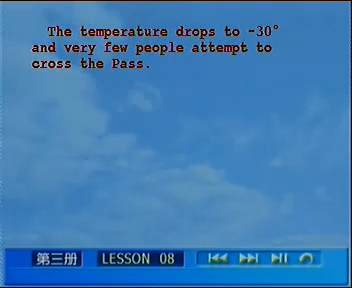 The temperature drops to -30°
and very few people attempt to
cross the Pass.
第三册 LESSON 08